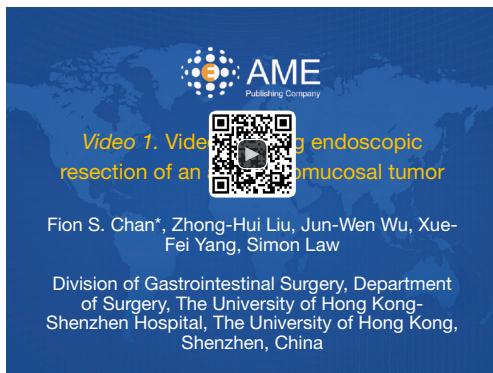 AME
Publishing Company
Video 1. Vide g endoscopic
resection of an omucosal tumor
Fion S. Chan*, Zhong-Hui Liu, Jun-Wen Wu, Xue-
Fei Yang, Simon Law
Division of Gastrointestinal Surgery, Department
of Surgery, The University of Hong Kong-
Shenzhen Hospital, The University of Hong Kong,
Shenzhen, China